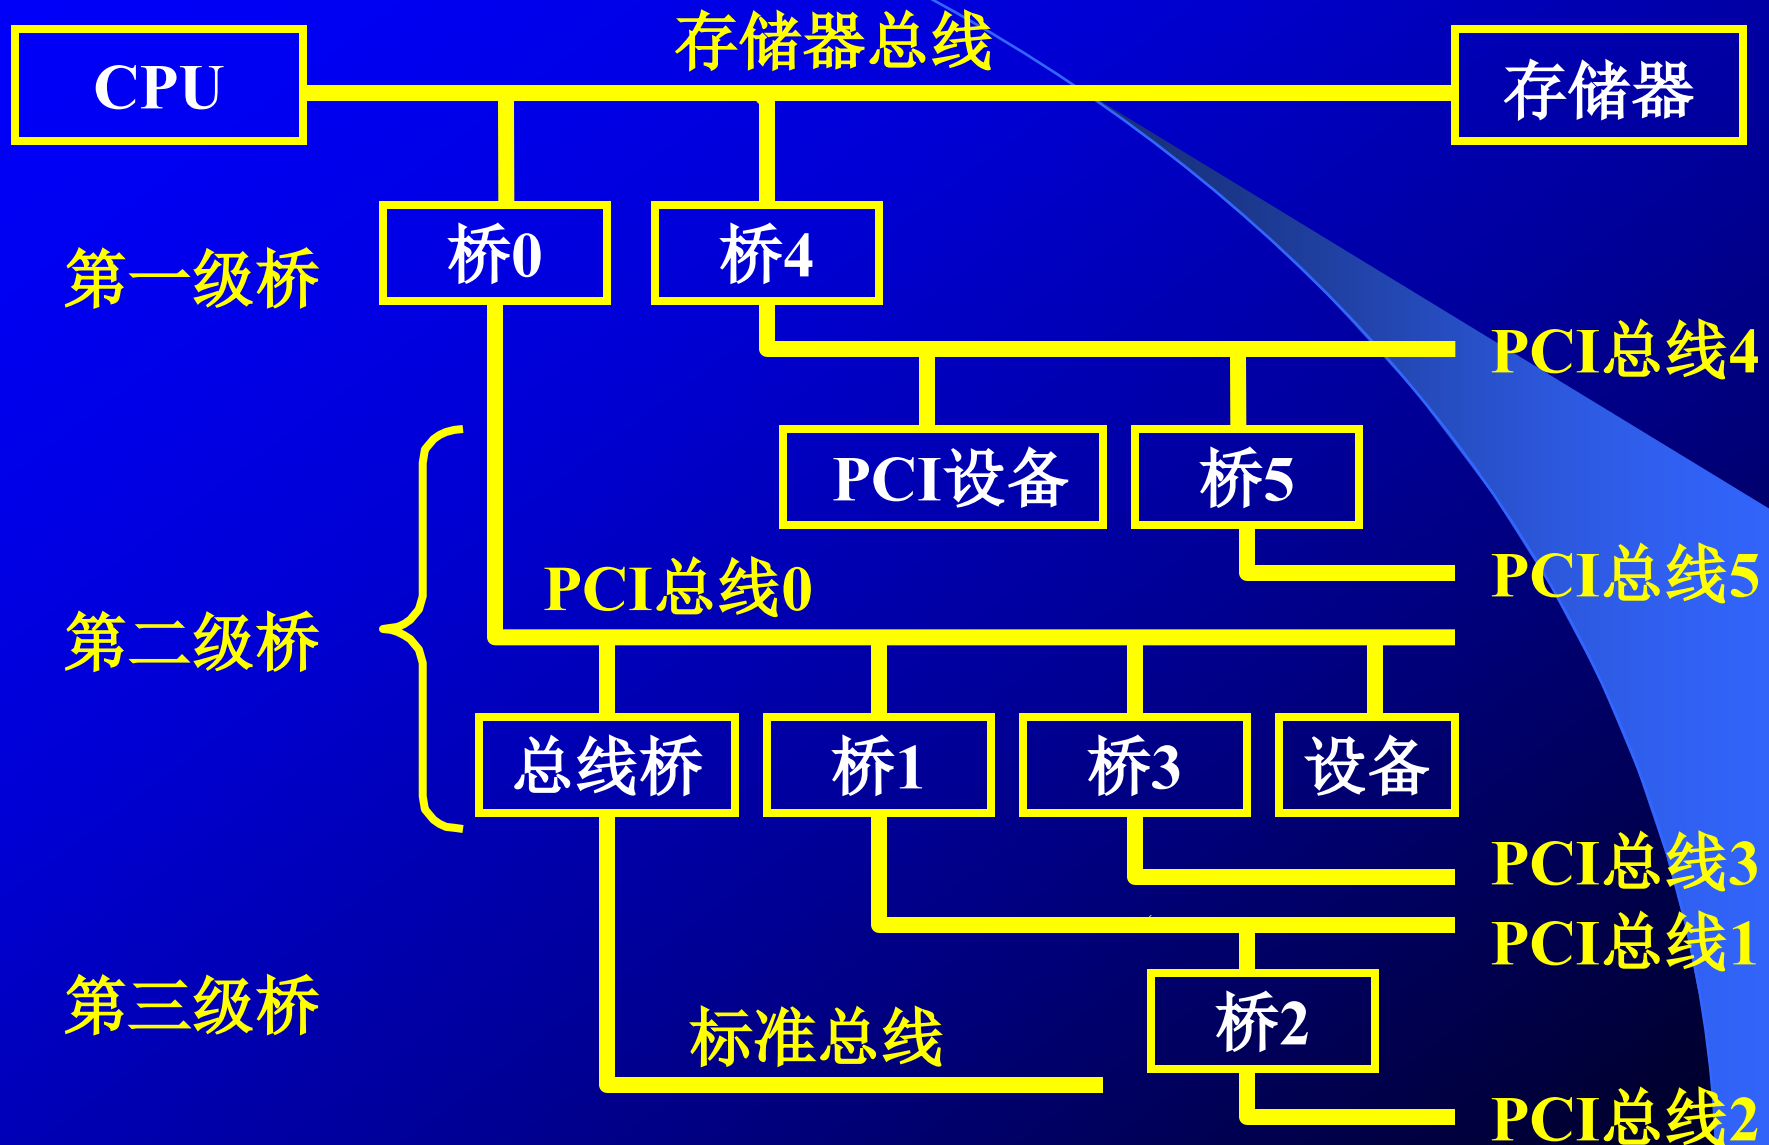 存储器总线
CPU
存储器
桥0
桥4
第一级桥
PCI总线4
PCI设备
桥5
PCI总线0
PCI总线5
第二级桥
总线桥
桥1
桥3
设备
PCI总线3
PCI总线1
第三级桥
标准总线
桥2
PCI总线2